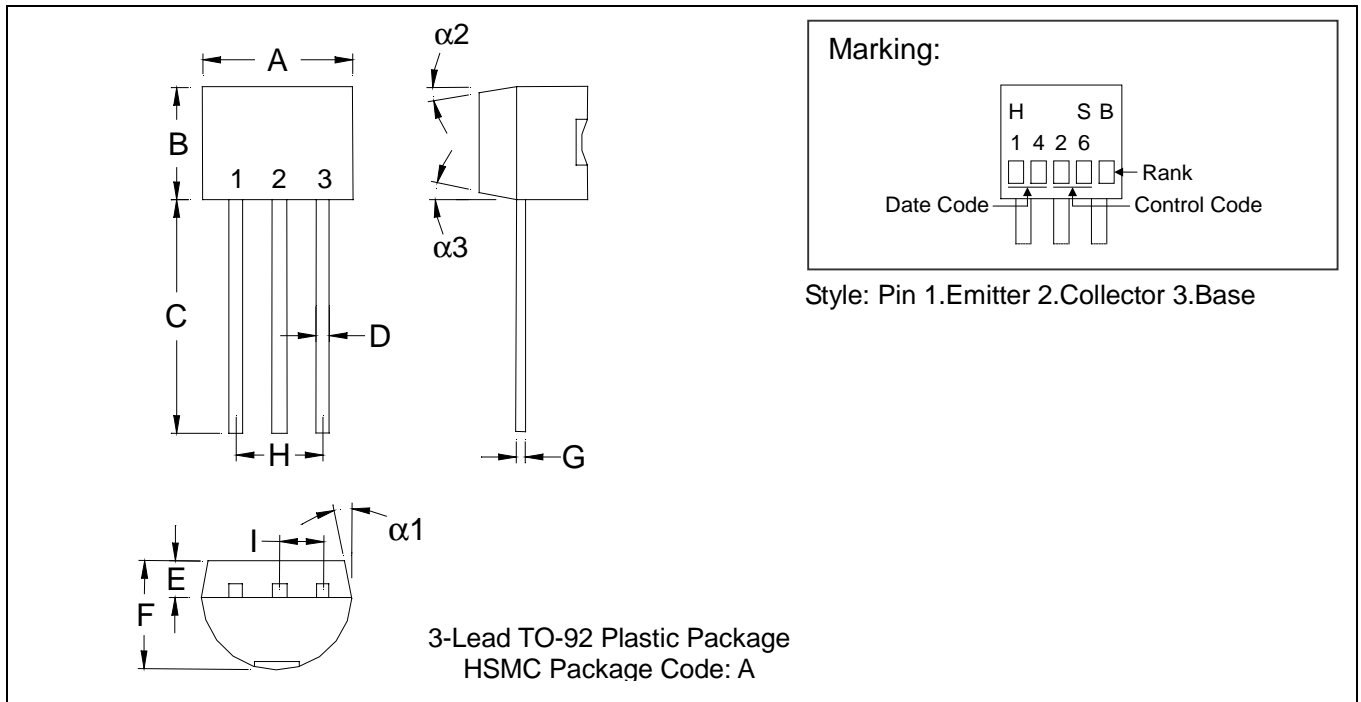 α2
A
B
1 2 3
α3
C
D
H
G
α1
I
E
F
3-Lead TO-92 Plastic Package
HSMC Package Code: A
Marking:
H S B
1 4 2 6
Rank
Date Code
Control Code
Style: Pin 1.Emitter 2.Collector 3.Base